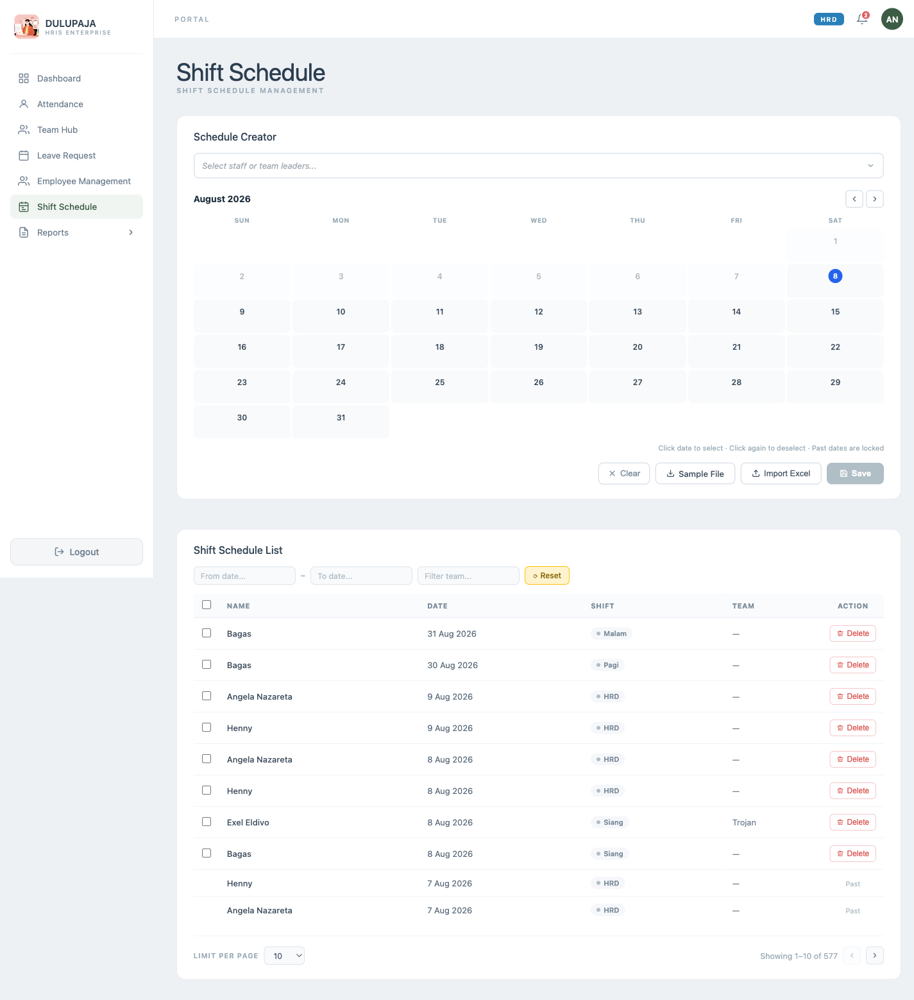 DULUPAJA
HRIS ENTERPRISE
PORTAL
HRD
2
AN
Dashboard
Attendance
Team Hub
Leave Request
Employee Management
Shift Schedule
Reports
Logout
Shift Schedule
SHIFT SCHEDULE MANAGEMENT
Schedule Creator
Select staff or team leaders...
August 2026
SUN MON TUE WED THU FRI SAT
1
2 3 4 5 6 7 8
9 10 11 12 13 14 15
16 17 18 19 20 21 22
23 24 25 26 27 28 29
30 31
Click date to select · Click again to deselect · Past dates are locked
Clear Sample File Import Excel Save
Shift Schedule List
From date... – To date... Filter team... Reset
NAME DATE SHIFT TEAM ACTION
Bagas 31 Aug 2026 Malam — Delete
Bagas 30 Aug 2026 Pagi — Delete
Angela Nazareta 9 Aug 2026 HRD — Delete
Henny 9 Aug 2026 HRD — Delete
Angela Nazareta 8 Aug 2026 HRD — Delete
Henny 8 Aug 2026 HRD — Delete
Exel Eldivo 8 Aug 2026 Siang Trojan Delete
Bagas 8 Aug 2026 Siang — Delete
Henny 7 Aug 2026 HRD — Past
Angela Nazareta 7 Aug 2026 HRD — Past
LIMIT PER PAGE 10 Showing 1–10 of 577